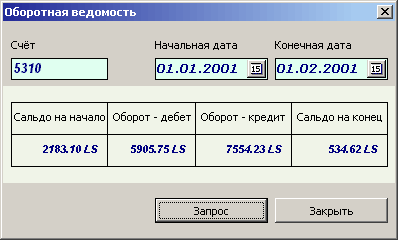 Оборотная ведомость
Счёт Начальная дата Конечная дата
5310 01.01.2001 15 01.02.2001 15
Сальдо на начало Оборот - дебет Оборот - кредит Сальдо на конец
2183.10 LS 5905.75 LS 7554.23 LS 534.62 LS
Запрос Закрыть